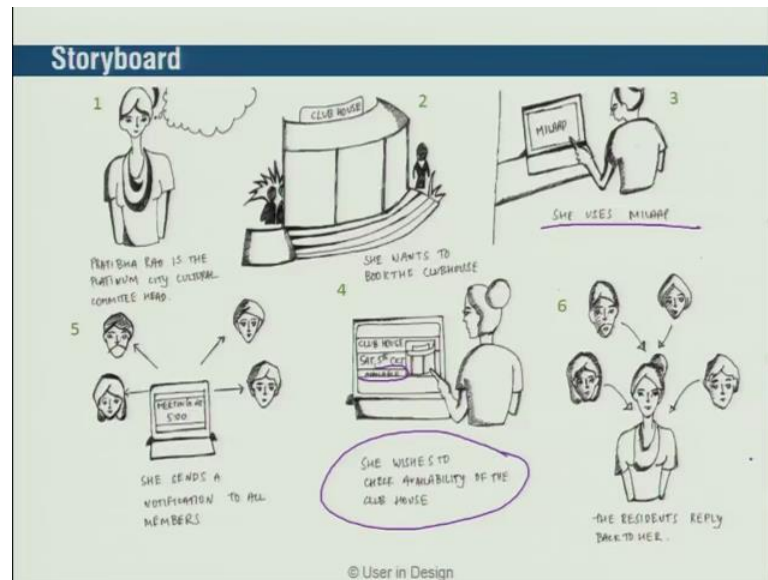 Storyboard
1
2
3
CLUB HOUSE
MILAAP
SHE USES MILAAP
PRATIBHA RAO IS THE
PLATINUM CITY CULTURAL
COMMITEE HEAD.
SHE WANTS TO
BOOK THE CLUBHOUSE
4
5
6
CLUB HOUSE
SAT, 5th OCT
AVAILABLE
MEETING AT
5:00
SHE SENDS A
NOTIFICATION TO ALL
MEMBERS
SHE WISHES TO
CHECK AVAILABILITY OF THE
CLUB HOUSE
THE RESIDENTS REPLY
BACK TO HER.
© User in Design